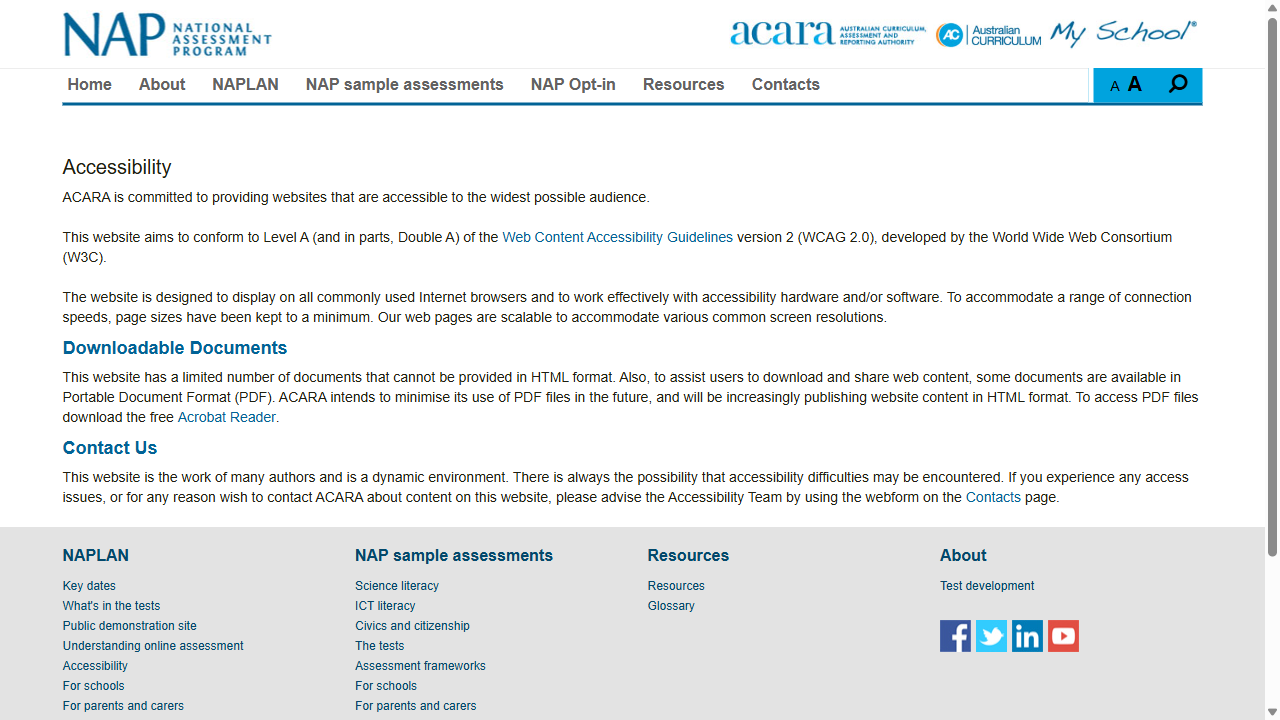 NAP NATIONAL ASSESSMENT PROGRAM
acara AUSTRALIAN CURRICULUM, ASSESSMENT AND REPORTING AUTHORITY
AC Australian CURRICULUM
My School®
Home About NAPLAN NAP sample assessments NAP Opt-in Resources Contacts A A
Accessibility
ACARA is committed to providing websites that are accessible to the widest possible audience.
This website aims to conform to Level A (and in parts, Double A) of the Web Content Accessibility Guidelines version 2 (WCAG 2.0), developed by the World Wide Web Consortium
(W3C).
The website is designed to display on all commonly used Internet browsers and to work effectively with accessibility hardware and/or software. To accommodate a range of connection
speeds, page sizes have been kept to a minimum. Our web pages are scalable to accommodate various common screen resolutions.
Downloadable Documents
This website has a limited number of documents that cannot be provided in HTML format. Also, to assist users to download and share web content, some documents are available in
Portable Document Format (PDF). ACARA intends to minimise its use of PDF files in the future, and will be increasingly publishing website content in HTML format. To access PDF files
download the free Acrobat Reader.
Contact Us
This website is the work of many authors and is a dynamic environment. There is always the possibility that accessibility difficulties may be encountered. If you experience any access
issues, or for any reason wish to contact ACARA about content on this website, please advise the Accessibility Team by using the webform on the Contacts page.
NAPLAN
Key dates
What's in the tests
Public demonstration site
Understanding online assessment
Accessibility
For schools
For parents and carers
NAP sample assessments
Science literacy
ICT literacy
Civics and citizenship
The tests
Assessment frameworks
For schools
For parents and carers
Resources
Resources
Glossary
About
Test development